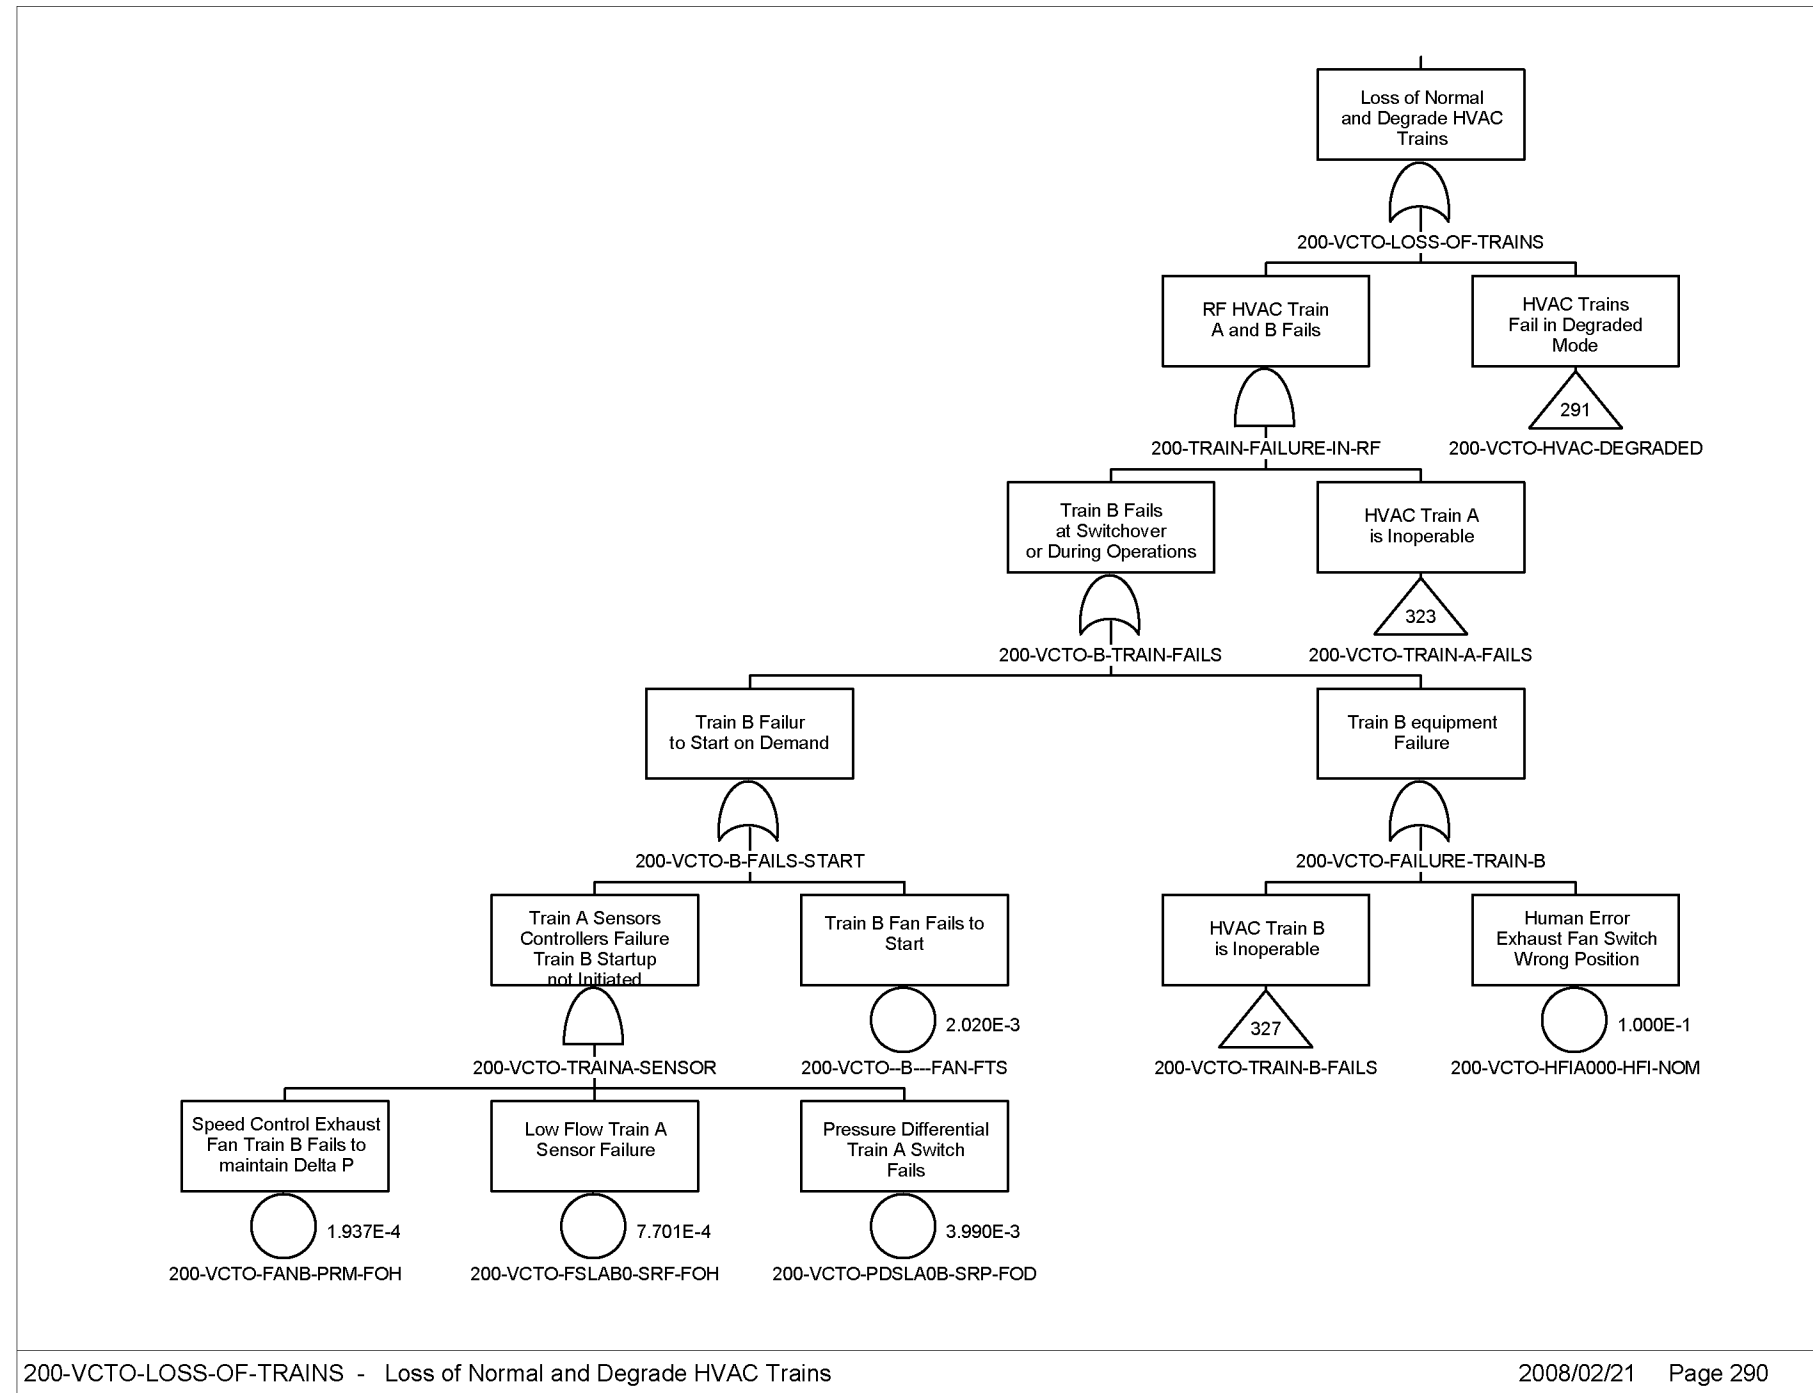 Loss of Normal
and Degrade HVAC
Trains
200-VCTO-LOSS-OF-TRAINS
RF HVAC Train
A and B Fails
200-TRAIN-FAILURE-IN-RF
HVAC Trains
Fail in Degraded
Mode
291
200-VCTO-HVAC-DEGRADED
Train B Fails
at Switchover
or During Operations
200-VCTO-B-TRAIN-FAILS
HVAC Train A
is Inoperable
323
200-VCTO-TRAIN-A-FAILS
Train B Failur
to Start on Demand
200-VCTO-B-FAILS-START
Train B equipment
Failure
200-VCTO-FAILURE-TRAIN-B
Train A Sensors
Controllers Failure
Train B Startup
not Initiated
200-VCTO-TRAINA-SENSOR
Train B Fan Fails to
Start
2.020E-3
200-VCTO--B---FAN-FTS
HVAC Train B
is Inoperable
327
200-VCTO-TRAIN-B-FAILS
Human Error
Exhaust Fan Switch
Wrong Position
1.000E-1
200-VCTO-HFIA000-HFI-NOM
Speed Control Exhaust
Fan Train B Fails to
maintain Delta P
1.937E-4
200-VCTO-FANB-PRM-FOH
Low Flow Train A
Sensor Failure
7.701E-4
200-VCTO-FSLAB0-SRF-FOH
Pressure Differential
Train A Switch
Fails
3.990E-3
200-VCTO-PDSLA0B-SRP-FOD
200-VCTO-LOSS-OF-TRAINS - Loss of Normal and Degrade HVAC Trains
2008/02/21 Page 290